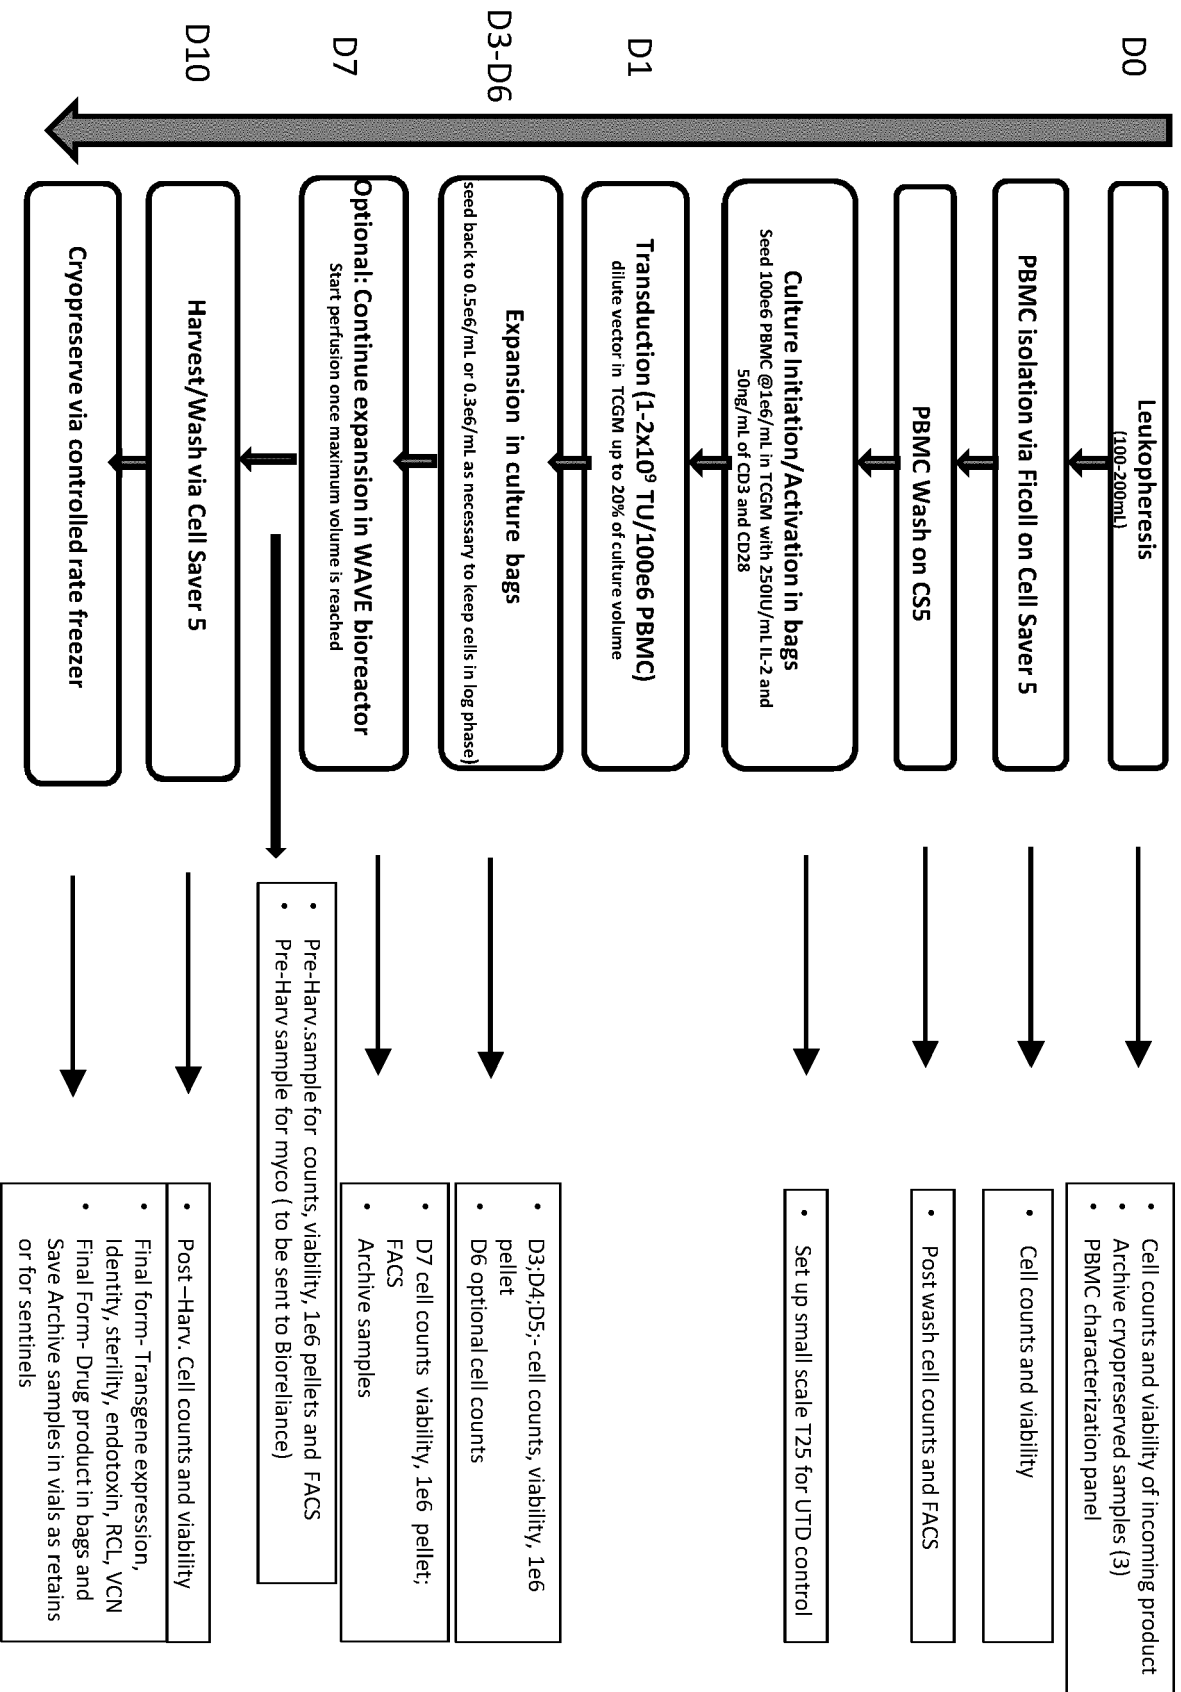 D0
D1
D3-D6
D7
D10
Leukopheresis
(100-200mL)
PBMC isolation via Ficoll on Cell Saver 5
PBMC Wash on CS5
Culture Initiation/Activation in bags
Seed 100e6 PBMC @1e6/mL in TCGM with 250IU/mL IL-2 and
50ng/mL of CD3 and CD28
Transduction (1-2x10⁹ TU/100e6 PBMC)
dilute vector in TCGM up to 20% of culture volume
Expansion in culture bags
seed back to 0.5e6/mL or 0.3e6/mL as necessary to keep cells in log phase)
Optional: Continue expansion in WAVE bioreactor
Start perfusion once maximum volume is reached
Harvest/Wash via Cell Saver 5
Cryopreserve via controlled rate freezer
• Cell counts and viability of incoming product
• Archive cryopreserved samples (3)
• PBMC characterization panel
• Cell counts and viability
• Post wash cell counts and FACS
• Set up small scale T25 for UTD control
• D3;D4;D5;- cell counts, viability, 1e6
pellet
• D6 optional cell counts
• D7 cell counts viability, 1e6 pellet;
FACS
• Archive samples
• Pre-Harv.sample for counts, viability, 1e6 pellets and FACS
• Pre-Harv sample for myco ( to be sent to Bioreliance)
• Post –Harv. Cell counts and viability
• Final form- Transgene expression,
Identity, sterility, endotoxin, RCL, VCN
• Final Form- Drug product in bags and
Save Archive samples in vials as retains
or for sentinels